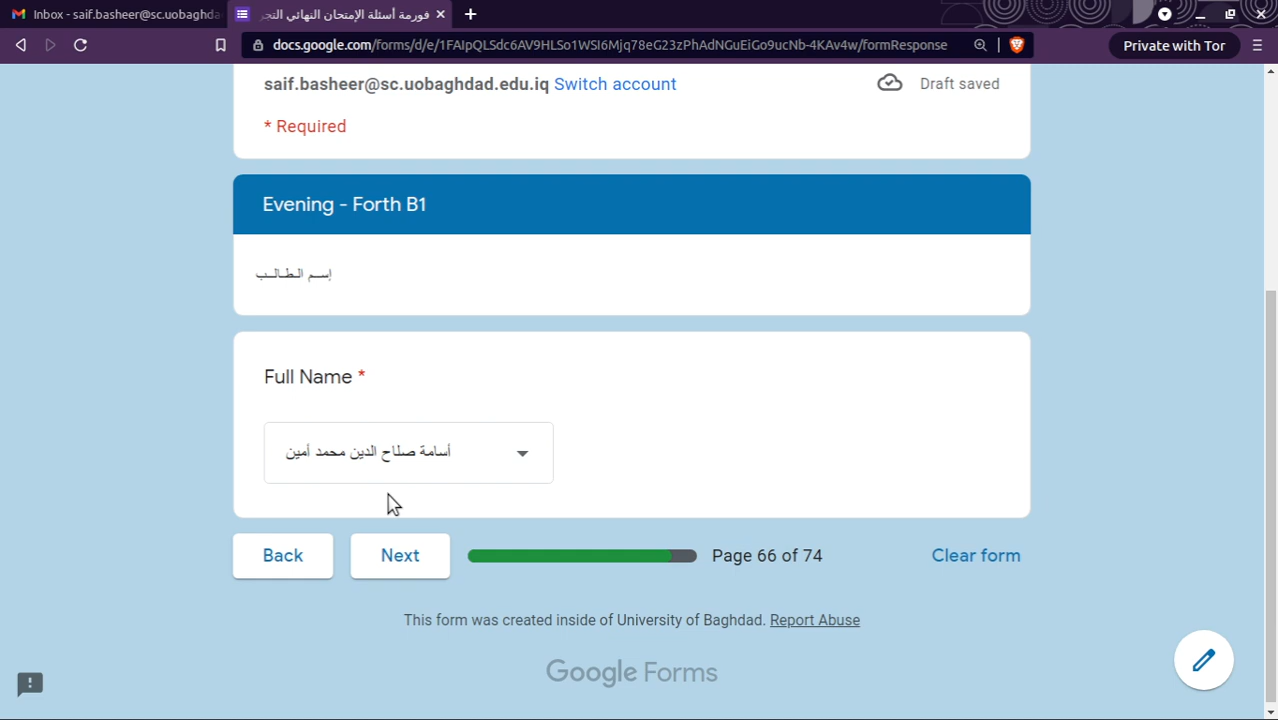 Inbox - saif.basheer@sc.uobaghda
فورمة أسئلة الإمتحان النهائي التجر
docs.google.com/forms/d/e/1FAIpQLSdc6AV9HLSo1WSI6Mjq78eG23zPhAdNGuEiGo9ucNb-4KAv4w/formResponse
Private with Tor
saif.basheer@sc.uobaghdad.edu.iq Switch account
Draft saved
* Required
Evening - Forth B1
إسم الطالب
Full Name *
أسامة صلاح الدين محمد أمين
Back
Next
Page 66 of 74
Clear form
This form was created inside of University of Baghdad. Report Abuse
Google Forms